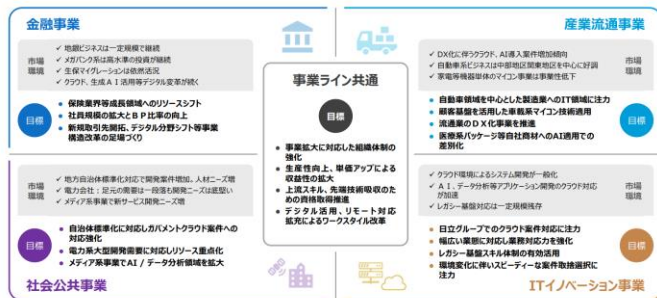 金融事業
市場
環境
✓ 地銀ビジネスは一定規模で継続
✓ メガバンク系は高水準の投資が継続
✓ 生保マイグレーションは依然活況
✓ クラウド、生成AI活用等デジタル変革が続く
目標
● 保険業界等成長領域へのリソースシフト
● 社員規模の拡大とBP比率の向上
● 新規取引先開拓、デジタル分野シフト等事業
構造改革の足場づくり
産業流通事業
✓ DX化に伴うクラウド、AI導入案件増加傾向
✓ 自動車系ビジネスは中部地区関東地区を中心に好調
✓ 家電等機器単体のマイコン事業は事業性低下
市場
環境
● 自動車領域を中心とした製造業へのIT領域に注力
● 顧客基盤を活用した車載系マイコン技術展開
● 流通業のDX化事業を推進
● 医療系パッケージ等自社商材へのAI適用での
差別化
目標
事業ライン共通
目標
● 事業拡大に対応した組織体制の
強化
● 生産性向上、単価アップによる
収益性の拡大
● 上流スキル、先端技術吸収のため
の資格取得推進
● デジタル活用、リモート対応
拡充によるワークスタイル改革
市場
環境
✓ 地方自治体標準化対応で開発案件増加、人材ニーズ増
✓ 電力会社：足元の需要は一段落も開発ニーズは底堅い
✓ メディア系事業で新サービス開発ニーズ増
目標
● 自治体標準化に対応しガバメントクラウド案件への
対応強化
● 電力系大型開発需要に対応しリソース重点化
● メディア系事業でAI / データ分析領域を拡大
社会公共事業
✓ クラウド環境によるシステム開発が一般化
✓ AI、データ分析等アプリケーション開発のクラウド対応
が加速
✓ レガシー基盤対応は一定規模残存
市場
環境
● 日立グループでのクラウド案件対応に注力
● 幅広い業態に対応し業務対応力を強化
● レガシー基盤スキル体制の有効活用
● 環境変化に伴いスピーディーな案件取捨選択に
注力
目標
ITイノベーション事業